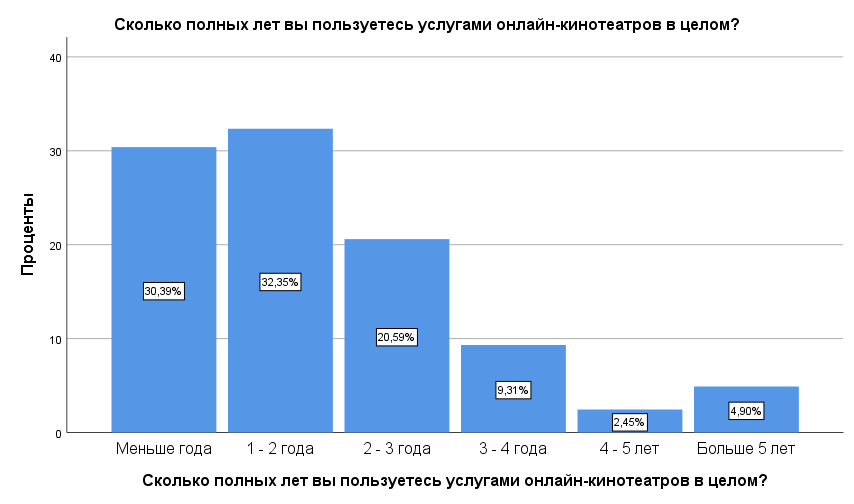 Сколько полных лет вы пользуетесь услугами онлайн-кинотеатров в целом?
Проценты
40
30
20
10
0
30,39%
32,35%
20,59%
9,31%
2,45%
4,90%
Меньше года
1 - 2 года
2 - 3 года
3 - 4 года
4 - 5 лет
Больше 5 лет
Сколько полных лет вы пользуетесь услугами онлайн-кинотеатров в целом?